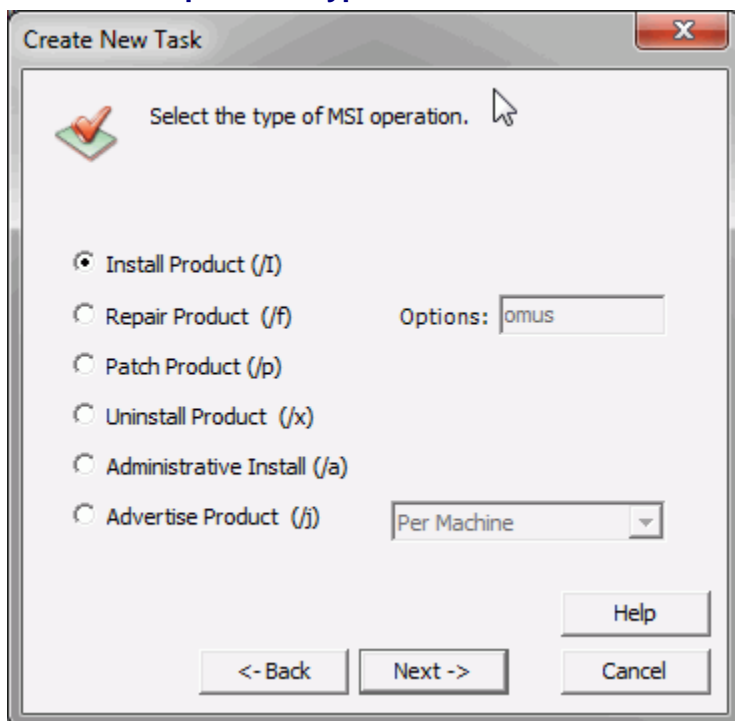 Create New Task
Select the type of MSI operation.
Install Product (/I)
Repair Product (/f) Options: omus
Patch Product (/p)
Uninstall Product (/x)
Administrative Install (/a)
Advertise Product (/j) Per Machine
Help
<- Back Next -> Cancel